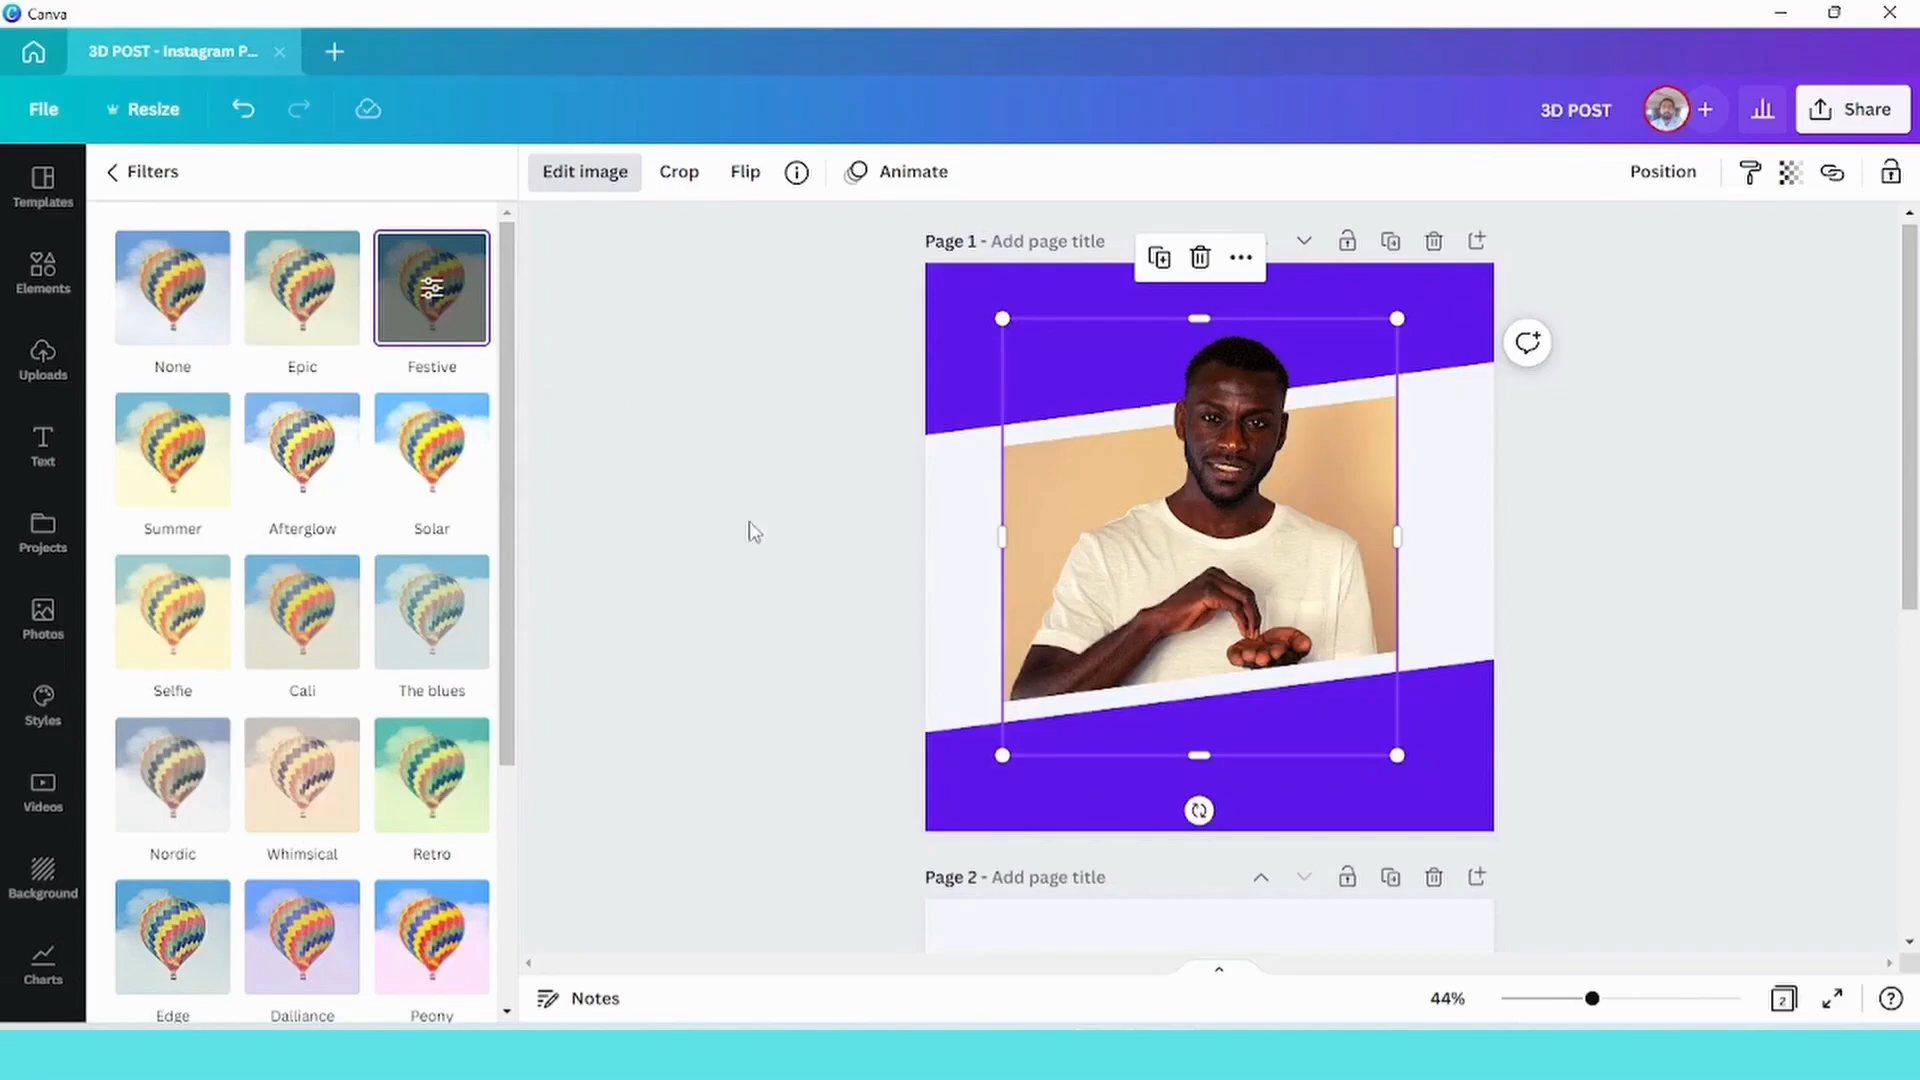 Canva
3D POST - Instagram P...
File
Resize
3D POST
Share
Templates
Elements
Uploads
Text
Projects
Photos
Styles
Videos
Background
Charts
Filters
None
Epic
Festive
Summer
Afterglow
Solar
Selfie
Cali
The blues
Nordic
Whimsical
Retro
Edge
Dalliance
Peony
Edit image
Crop
Flip
Animate
Position
Page 1 - Add page title
Page 2 - Add page title
Notes
44%
2